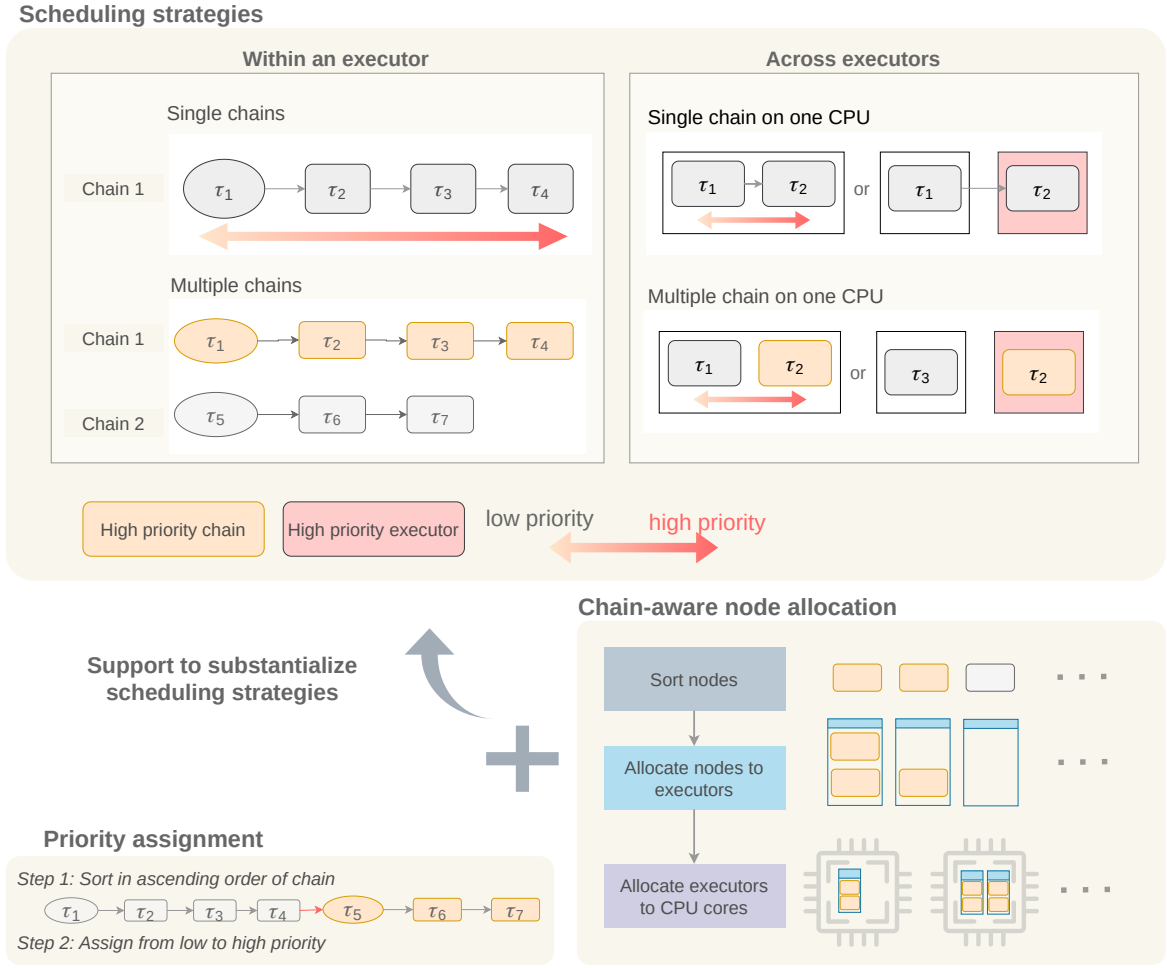 Scheduling strategies
Within an executor
Single chains
Chain 1
τ1 τ2 τ3 τ4
Multiple chains
Chain 1
τ1 τ2 τ3 τ4
Chain 2
τ5 τ6 τ7
Across executors
Single chain on one CPU
τ1 τ2 or τ1 τ2
Multiple chain on one CPU
τ1 τ2 or τ3 τ2
High priority chain
High priority executor
low priority
high priority
Support to substantialize
scheduling strategies
Chain-aware node allocation
Sort nodes
. . .
Allocate nodes to
executors
. . .
Allocate executors
to CPU cores
. . .
Priority assignment
Step 1: Sort in ascending order of chain
τ1 τ2 τ3 τ4 τ5 τ6 τ7
Step 2: Assign from low to high priority